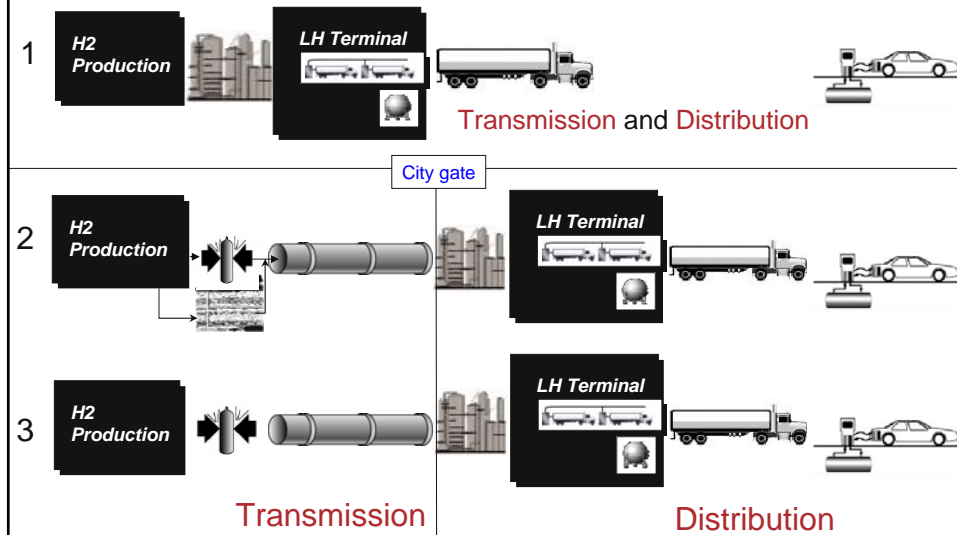 1
H2
Production
LH Terminal
Transmission and Distribution
City gate
2
H2
Production
LH Terminal
3
H2
Production
LH Terminal
Transmission
Distribution